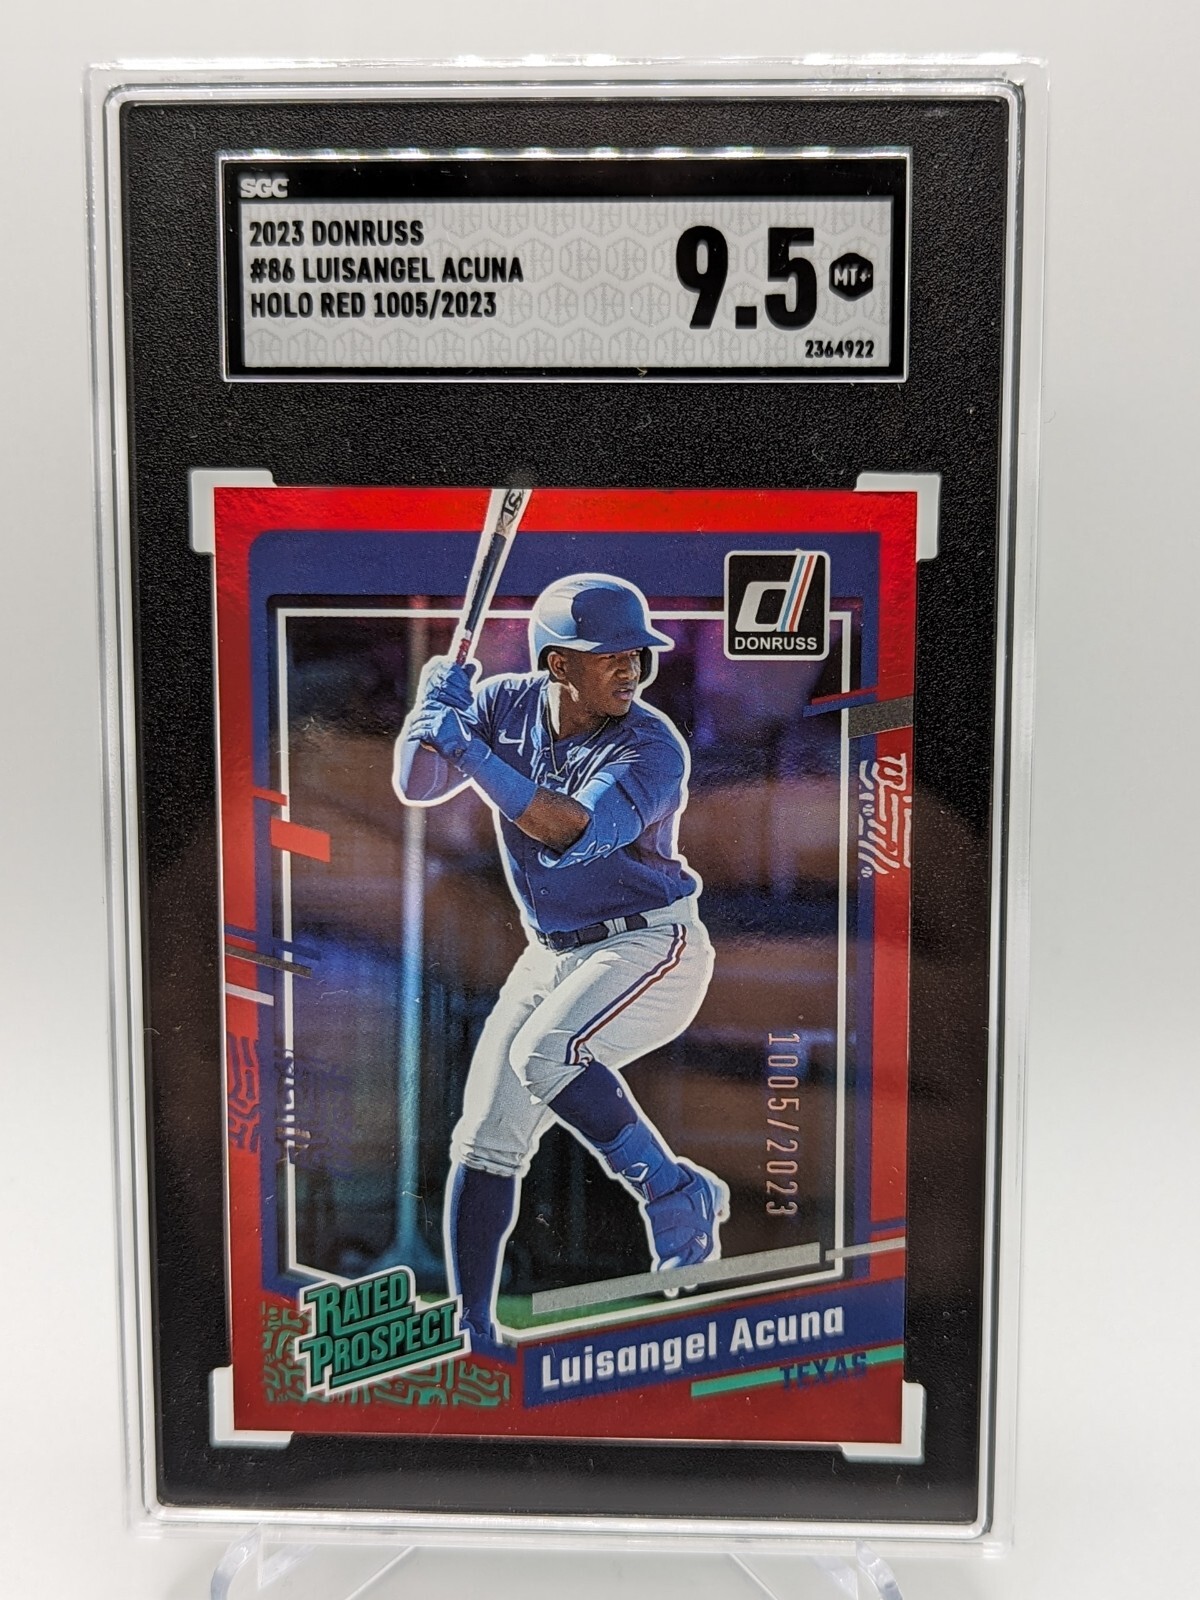 SGC
2023 DONRUSS
#86 LUISANGEL ACUNA
HOLO RED 1005/2023
9.5
MT+
2364922
DONRUSS
1005/2023
RATED
PROSPECT
Luisangel Acuna
TEXAS